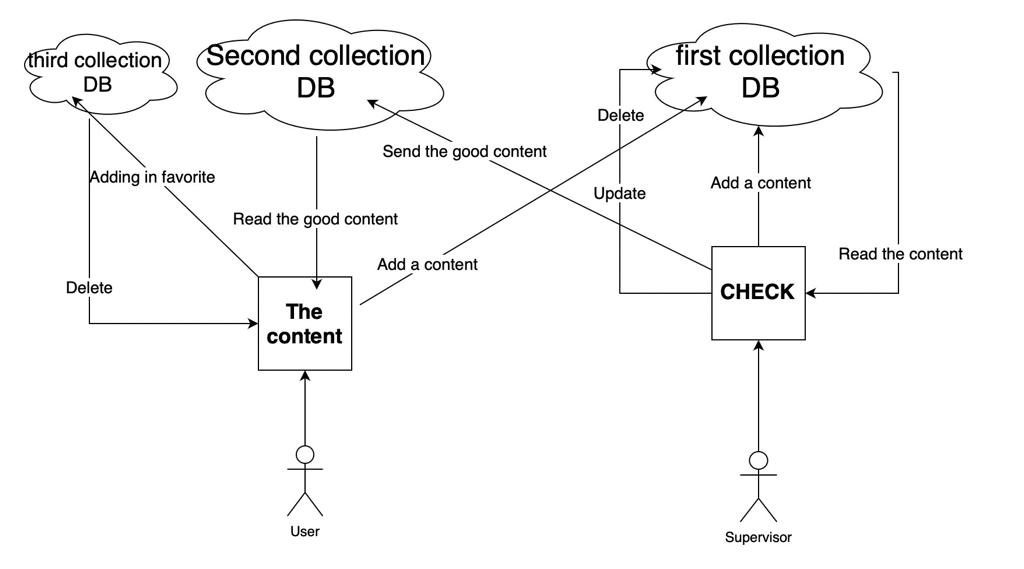 third collection
DB
Second collection
DB
first collection
DB
Delete
Send the good content
Adding in favorite
Add a content
Update
Read the good content
Read the content
Add a content
Delete
The
content
CHECK
User
Supervisor